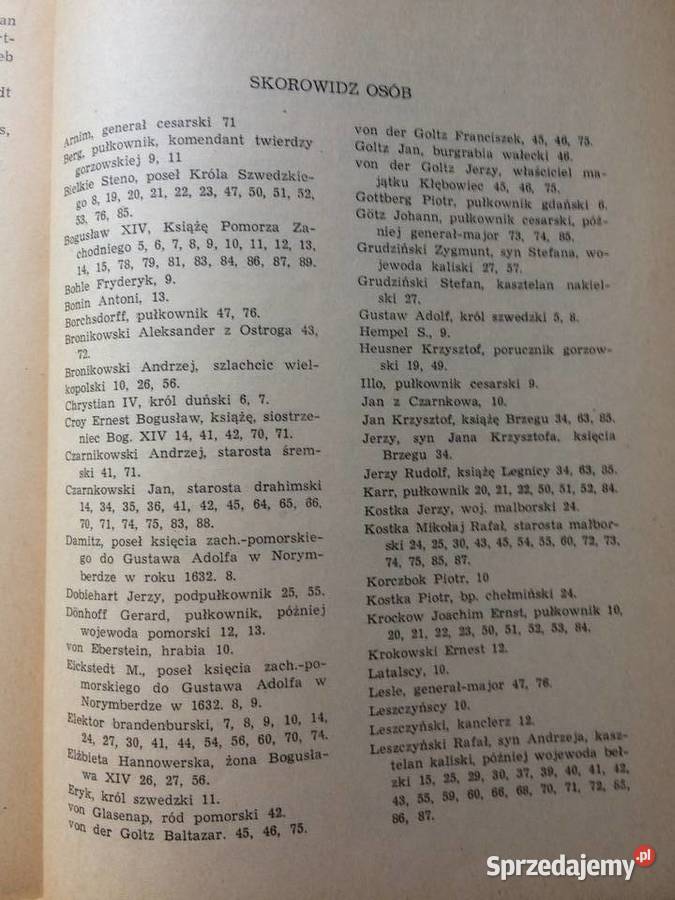 an
rt-
eb
dt
s,
SKOROWIDZ OSÓB
Arnim, generał cesarski 71
Berg, pułkownik, komendant twierdzy
gorzowskiej 9, 11
Bielkie Steno, poseł Króla Szwedzkie-
go 8, 19, 20, 21, 22, 23, 47, 50, 51, 52,
53, 76, 85.
Bogusław XIV, Książę Pomorza Za-
chodniego 5, 6, 7, 8, 9, 10, 11, 12, 13,
14, 15, 78, 79, 81, 83, 84, 86, 87, 89.
Bohle Fryderyk, 9.
Bonin Antoni, 13.
Borchsdorff, pułkownik 47, 76.
Bronikowski Aleksander z Ostroga 43,
72.
Bronikowski Andrzej, szlachcic wiel-
kopolski 10, 26, 56.
Chrystian IV, król duński 6, 7.
Croy Ernest Bogusław, książę, siostrze-
niec Bog. XIV 14, 41, 42, 70, 71.
Czarnikowski Andrzej, starosta śrem-
ski 41, 71.
Czarnkowski Jan, starosta drahimski
14, 34, 35, 36, 41, 42, 45, 64, 65, 66,
70, 71, 74, 75, 83, 88.
Damitz, poseł księcia zach.-pomorskie-
go do Gustawa Adolfa w Norym-
berdze w roku 1632. 8.
Dobiehart Jerzy, podpułkownik 25, 55.
Dönhoff Gerard, pułkownik, później
wojewoda pomorski 12, 13.
von Eberstein, hrabia 10.
Eickstedt M., poseł księcia zach.-po-
morskiego do Gustawa Adolfa w
Norymberdze w 1632. 8, 9.
Elektor brandenburski, 7, 8, 9, 10, 14,
24, 27, 30, 41, 44, 54, 56, 60, 70, 74.
Elżbieta Hannowerska, żona Bogusła-
wa XIV 26, 27, 56.
Eryk, król szwedzki 11.
von Glasenap, ród pomorski 42.
von der Goltz Baltazar. 45, 46, 75.
von der Goltz Franciszek, 45, 46, 75.
Goltz Jan, burgrabia wałecki 46.
von der Goltz Jerzy, właściciel ma-
jątku Kłębowiec 45, 46, 75.
Gottberg Piotr, pułkownik gdański 6.
Götz Johann, pułkownik cesarski, póź-
niej generał-major 73, 74, 85.
Grudziński Zygmunt, syn Stefana, wo-
jewoda kaliski 27, 57.
Grudziński Stefan, kasztelan nakiel-
ski 27.
Gustaw Adolf, król szwedzki 5, 8.
Hempel S., 9.
Heusner Krzysztof, porucznik gorzow-
ski 19, 49.
Illo, pułkownik cesarski 9.
Jan z Czarnkowa, 10.
Jan Krzysztof, książę Brzegu 34, 63, 85.
Jerzy, syn Jana Krzysztofa, księcia
Brzegu 34.
Jerzy Rudolf, książę Legnicy 34, 63, 85.
Karr, pułkownik 20, 21, 22, 50, 51, 52, 84.
Kostka Jerzy, woj. malborski 24.
Kostka Mikołaj Rafał, starosta malbor-
ski 24, 25, 30, 43, 45, 54, 55, 60, 72, 73,
74, 75, 85, 87.
Korczbok Piotr, 10
Kostka Piotr, bp. chełmiński 24.
Krockow Joachim Ernst, pułkownik 10,
20, 21, 22, 23, 50, 51, 52, 53, 84.
Krokowski Ernest 12.
Latalscy, 10.
Lesle, generał-major 47, 76.
Leszczyńscy 10.
Leszczyński, kanclerz 12.
Leszczyński Rafał, syn Andrzeja, kasz-
telan kaliski, później wojewoda beł-
zki 15, 25, 29, 30, 37, 39, 40, 41, 42,
43, 55, 59, 60, 66, 68, 70, 71, 72, 85,
86, 87.
Sprzedajemy.pl